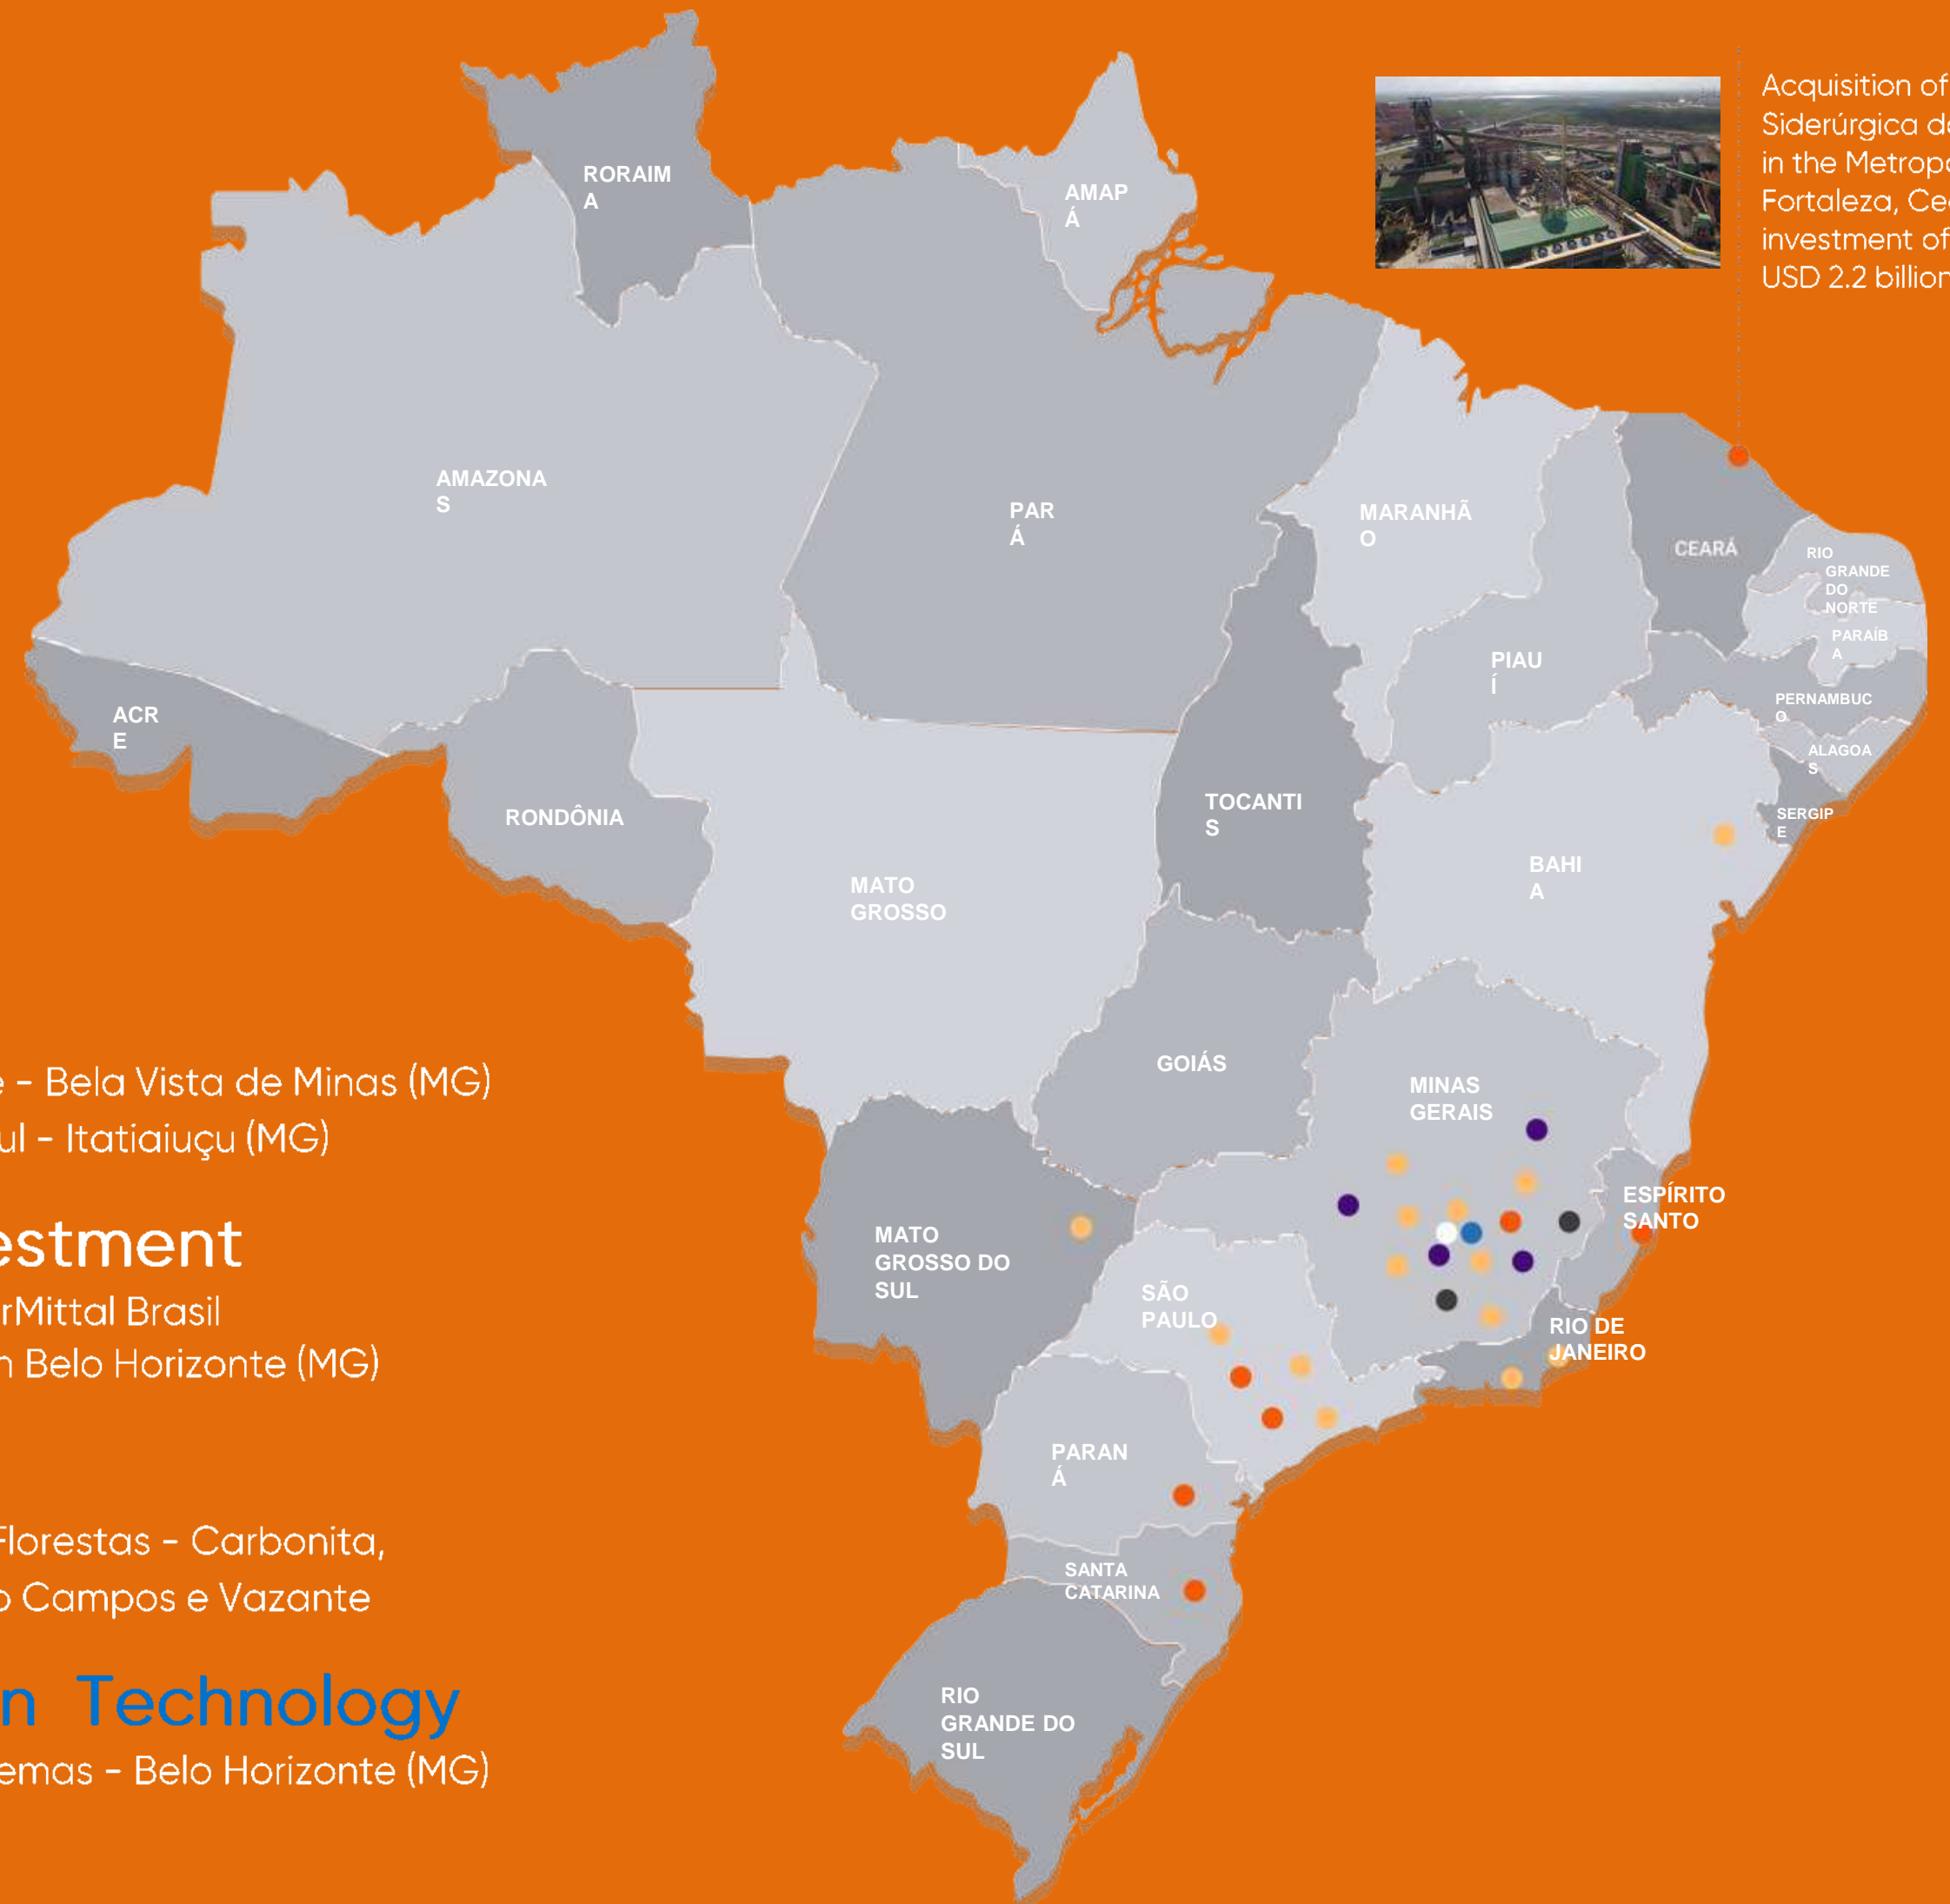 Acquisition of
Siderúrgica d
in the Metrop
Fortaleza, Ce
investment of
USD 2.2 billion
RORAIM
A
AMAP
Á
AMAZONA
S
PAR
Á
MARANHÃ
O
CEARÁ
RIO
GRANDE
DO
NORTE
PARAÍB
A
PIAU
Í
PERNAMBUC
O
ALAGOA
S
SERGIP
E
ACR
E
RONDÔNIA
TOCANTI
S
MATO
GROSSO
BAHI
A
GOIÁS
MINAS
GERAIS
ESPÍRITO
SANTO
MATO
GROSSO DO
SUL
SÃO
PAULO
RIO DE
JANEIRO
PARAN
Á
SANTA
CATARINA
RIO
GRANDE DO
SUL
e - Bela Vista de Minas (MG)
ul - Itatiaiuçu (MG)
estment
rMittal Brasil
n Belo Horizonte (MG)
Florestas - Carbonita,
o Campos e Vazante
n Technology
emas - Belo Horizonte (MG)